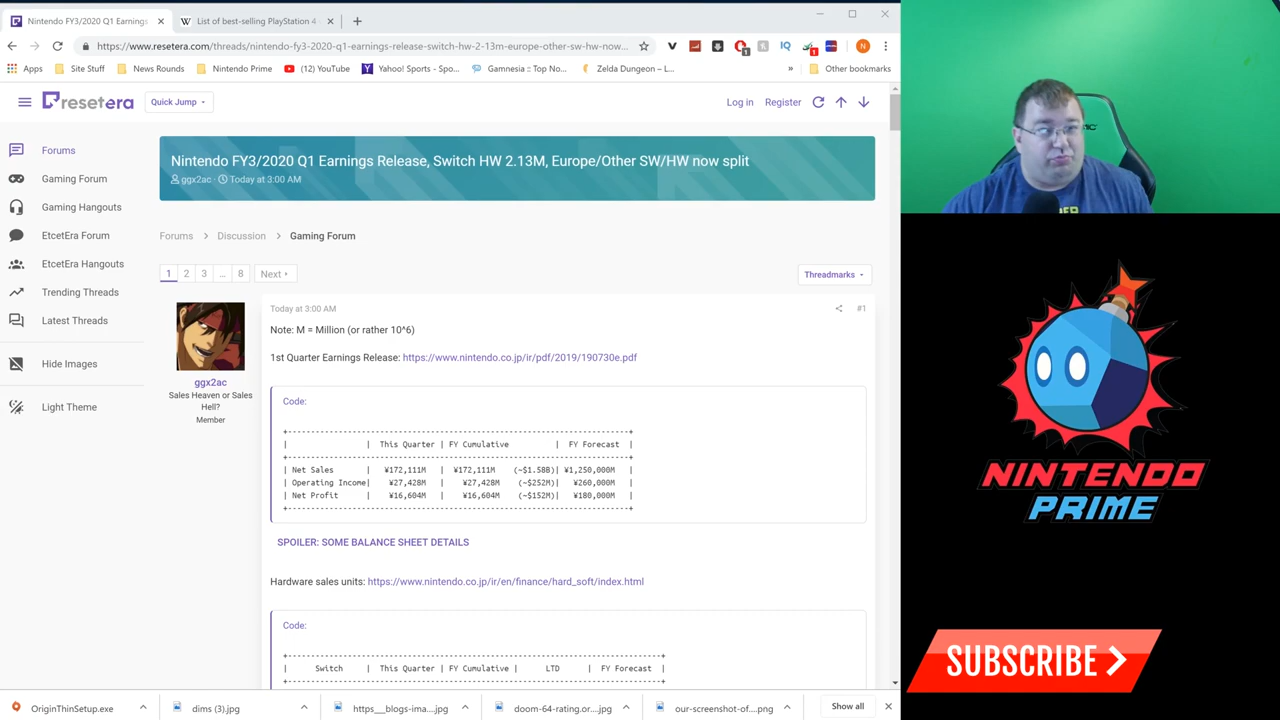 Nintendo FY3/2020 Q1 Earnings
List of best-selling PlayStation 4
https://www.resetera.com/threads/nintendo-fy3-2020-q1-earnings-release-switch-hw-2-13m-europe-other-sw-hw-now...
Apps
Site Stuff
News Rounds
Nintendo Prime
(12) YouTube
Yahoo! Sports - Spo...
Gamnesia :: Top No...
Zelda Dungeon – L...
»
Other bookmarks
resetera
Quick Jump
Log in
Register
Forums
Gaming Forum
Gaming Hangouts
EtcetEra Forum
EtcetEra Hangouts
Trending Threads
Latest Threads
Hide Images
Light Theme
Nintendo FY3/2020 Q1 Earnings Release, Switch HW 2.13M, Europe/Other SW/HW now split
ggx2ac Today at 3:00 AM
Forums > Discussion > Gaming Forum
1 2 3 ... 8 Next
Threadmarks
ggx2ac
Sales Heaven or Sales
Hell?
Member
Today at 3:00 AM
#1
Note: M = Million (or rather 10^6)
1st Quarter Earnings Release: https://www.nintendo.co.jp/ir/pdf/2019/190730e.pdf
Code:
| | This Quarter | FY Cumulative | FY Forecast |
| Net Sales | ¥172,111M | ¥172,111M (~$1.58B)| ¥1,250,000M |
| Operating Income| ¥27,428M | ¥27,428M (~$252M)| ¥260,000M |
| Net Profit | ¥16,604M | ¥16,604M (~$152M)| ¥180,000M |
SPOILER: SOME BALANCE SHEET DETAILS
Hardware sales units: https://www.nintendo.co.jp/ir/en/finance/hard_soft/index.html
Code:
| Switch | This Quarter | FY Cumulative | LTD | FY Forecast |
NINTENDO
PRIME
SUBSCRIBE
OriginThinSetup.exe
dims (3).jpg
https___blogs-ima....jpg
doom-64-rating.or....jpg
our-screenshot-of....png
Show all